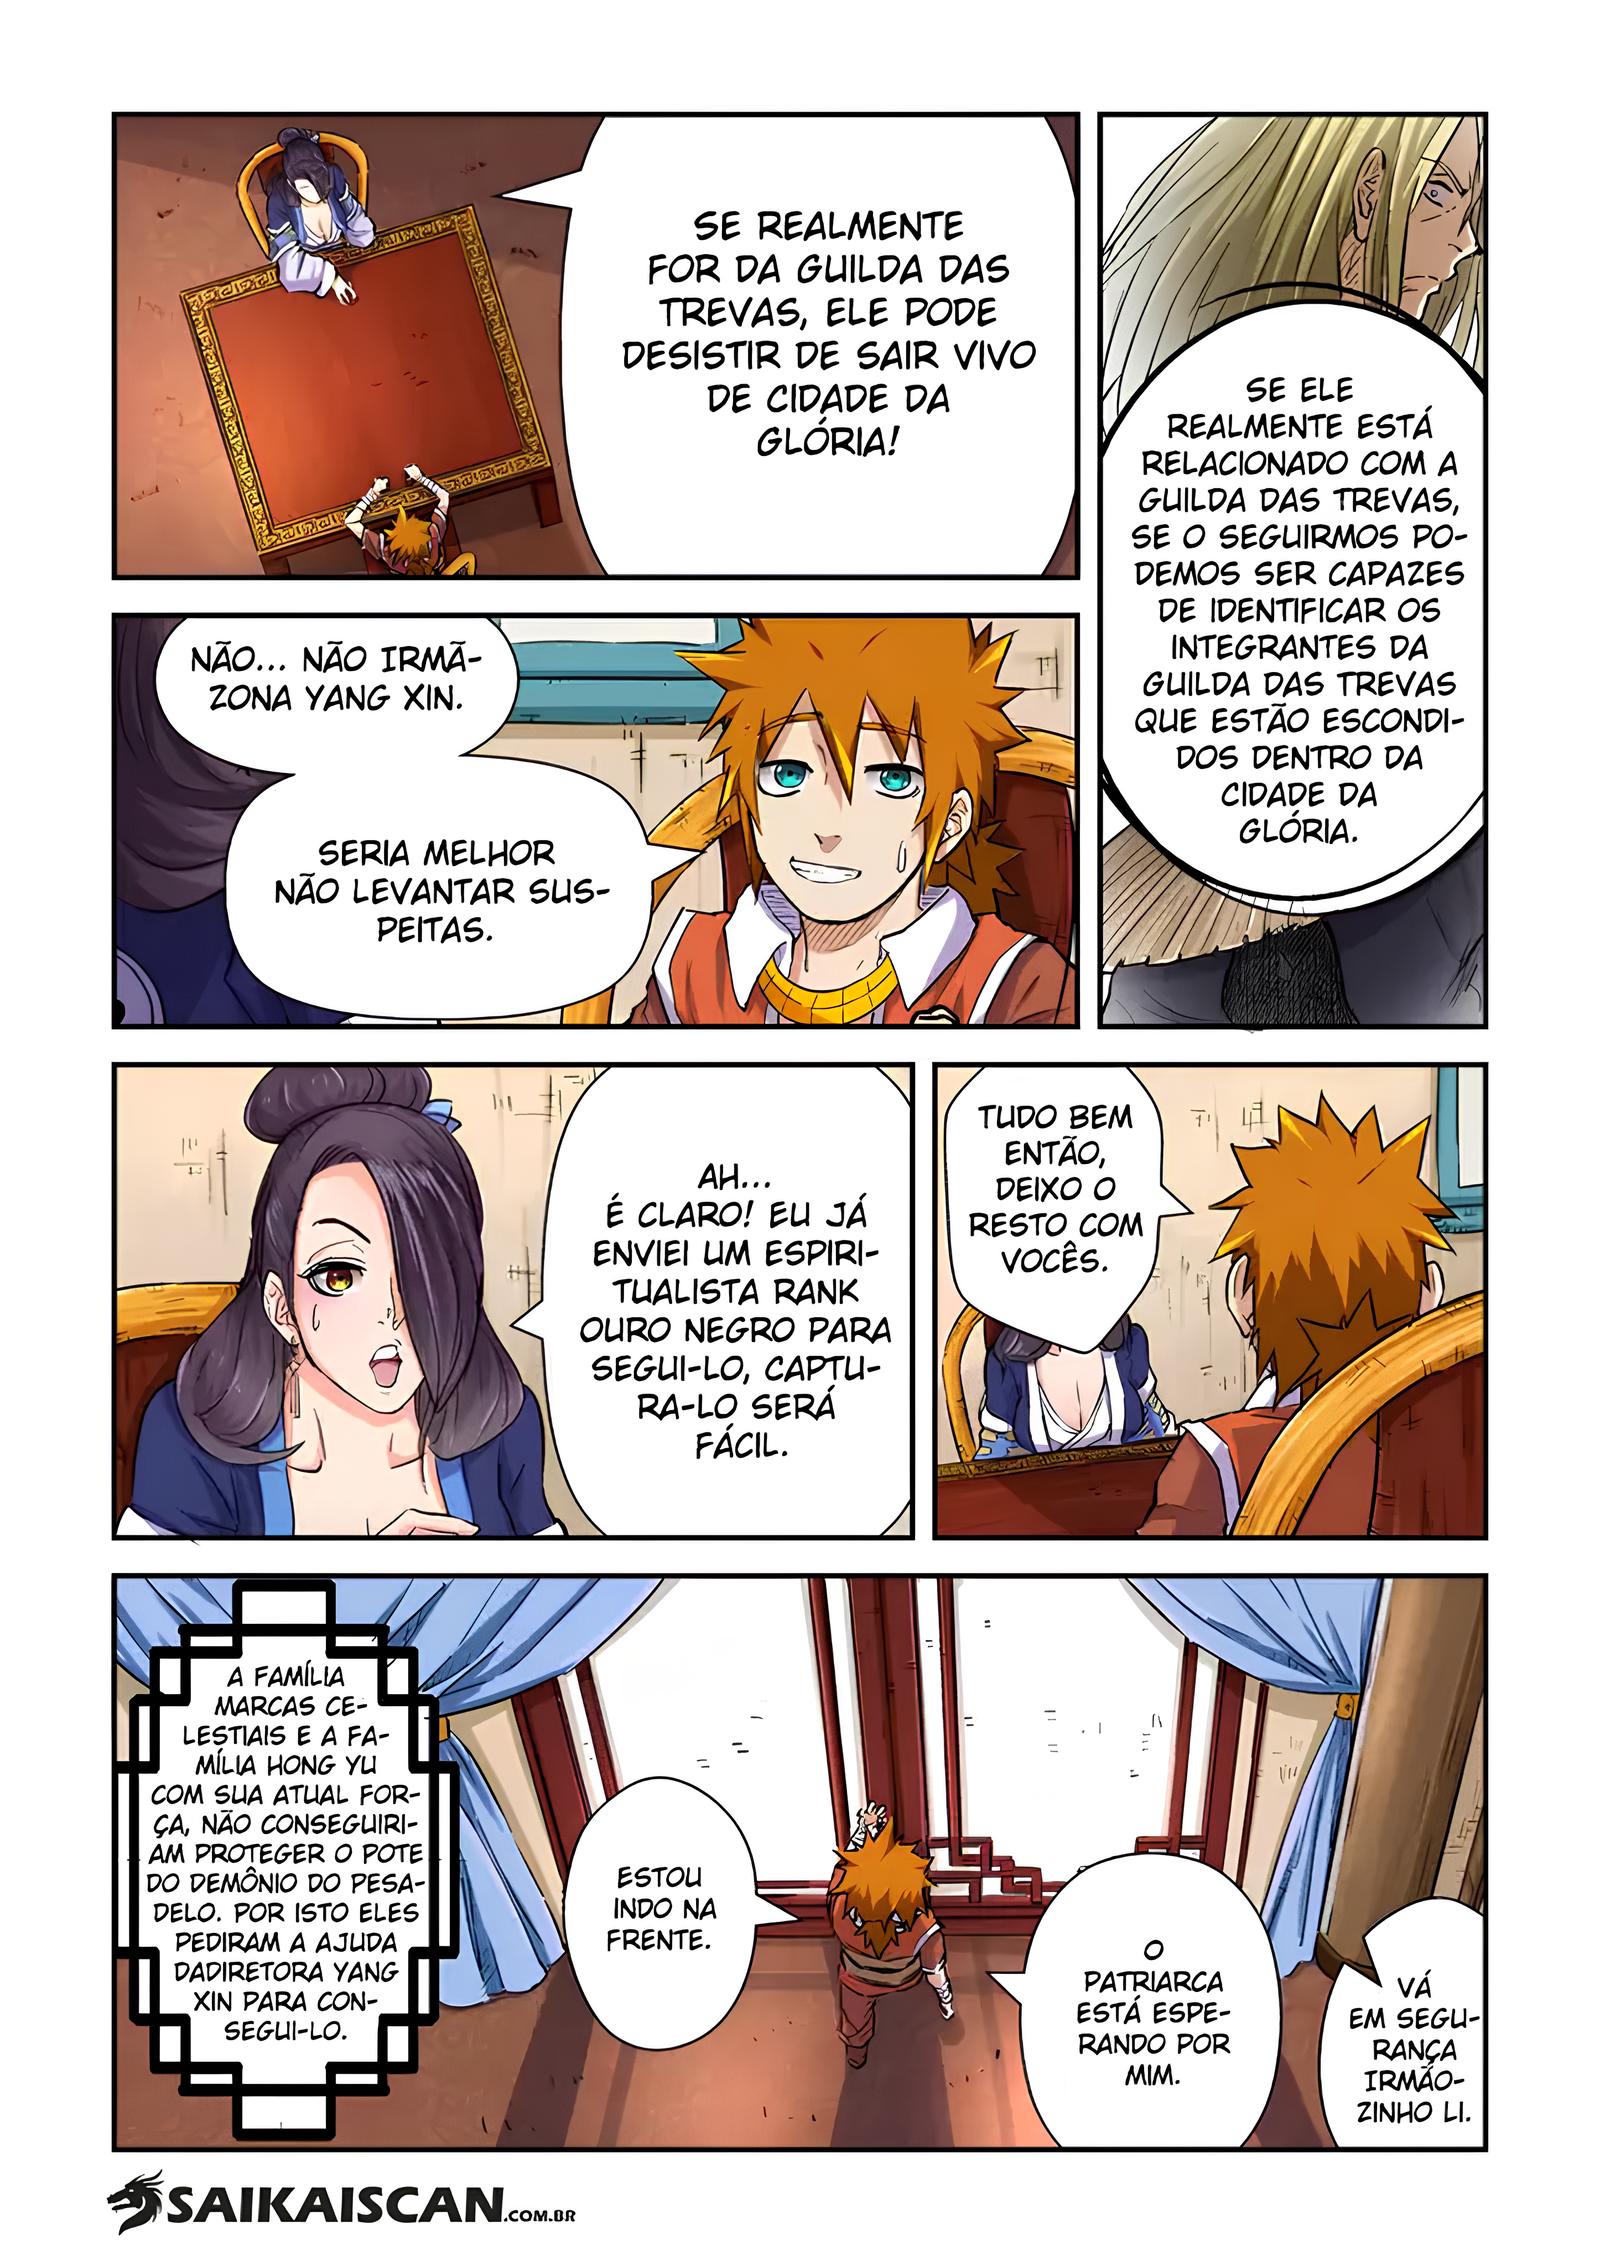 SE REALMENTE
FOR DA GUILDA DAS
TREVAS, ELE PODE
DESISTIR DE SAIR VIVO
DE CIDADE DA
GLÓRIA!
SE ELE
REALMENTE ESTÁ
RELACIONADO COM A
GUILDA DAS TREVAS,
SE O SEGUIRMOS PO-
DEMOS SER CAPAZES
DE IDENTIFICAR OS
INTEGRANTES DA
GUILDA DAS TREVAS
QUE ESTÃO ESCONDI-
DOS DENTRO DA
CIDADE DA
GLÓRIA.
NÃO... NÃO IRMÃ-
ZONA YANG XIN.
SERIA MELHOR
NÃO LEVANTAR SUS-
PEITAS.
AH...
É CLARO! EU JÁ
ENVIEI UM ESPIRI-
TUALISTA RANK
OURO NEGRO PARA
SEGUI-LO, CAPTU-
RA-LO SERÁ
FÁCIL.
TUDO BEM
ENTÃO,
DEIXO O
RESTO COM
VOCÊS.
A FAMÍLIA
MARCAS CE-
LESTIAIS E A FA-
MÍLIA HONG YU
COM SUA ATUAL FOR-
ÇA, NÃO CONSEGUIRI-
AM PROTEGER O POTE
DO DEMÔNIO DO PESA-
DELO. POR ISTO ELES
PEDIRAM A AJUDA
DADIRETORA YANG
XIN PARA CON-
SEGUI-LO.
ESTOU
INDO NA
FRENTE.
O
PATRIARCA
ESTÁ ESPE-
RANDO POR
MIM.
VÁ
EM SEGU-
RANÇA
IRMÃO-
ZINHO LI.
SAIKAISCAN.COM.BR